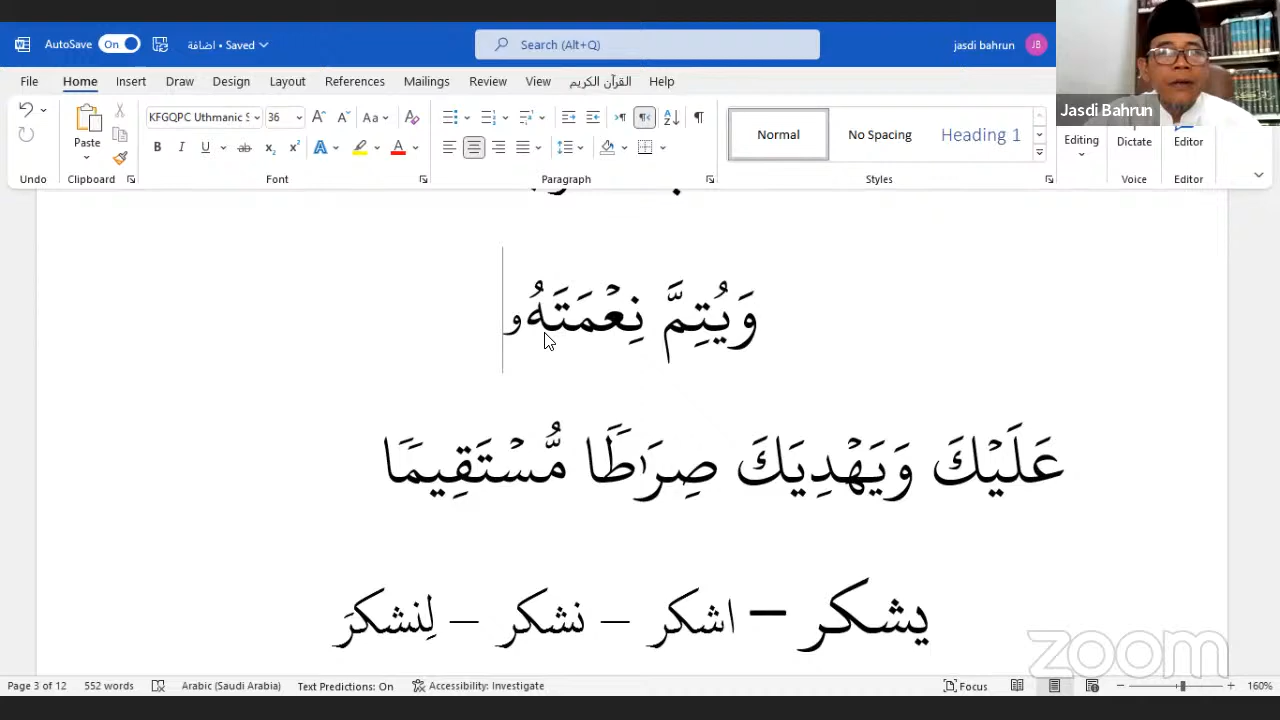 AutoSave On اضافة • Saved Search (Alt+Q) jasdi bahrun JB
File Home Insert Draw Design Layout References Mailings Review View القرآن الكريم Help
Jasdi Bahrun
KFGQPC Uthmanic S 36 Aa Normal No Spacing Heading 1
Paste Editing Dictate Editor
Undo Clipboard Font Paragraph Styles Voice Editor
وَيُتِمَّ نِعۡمَتَهُۥ
عَلَيۡكَ وَيَهۡدِيَكَ صِرَٰطٗا مُّسۡتَقِيمٗا
يشكر – اشكر – نشكر – لِنشكرَ
zoom
Page 3 of 12 552 words Arabic (Saudi Arabia) Text Predictions: On Accessibility: Investigate Focus 160%